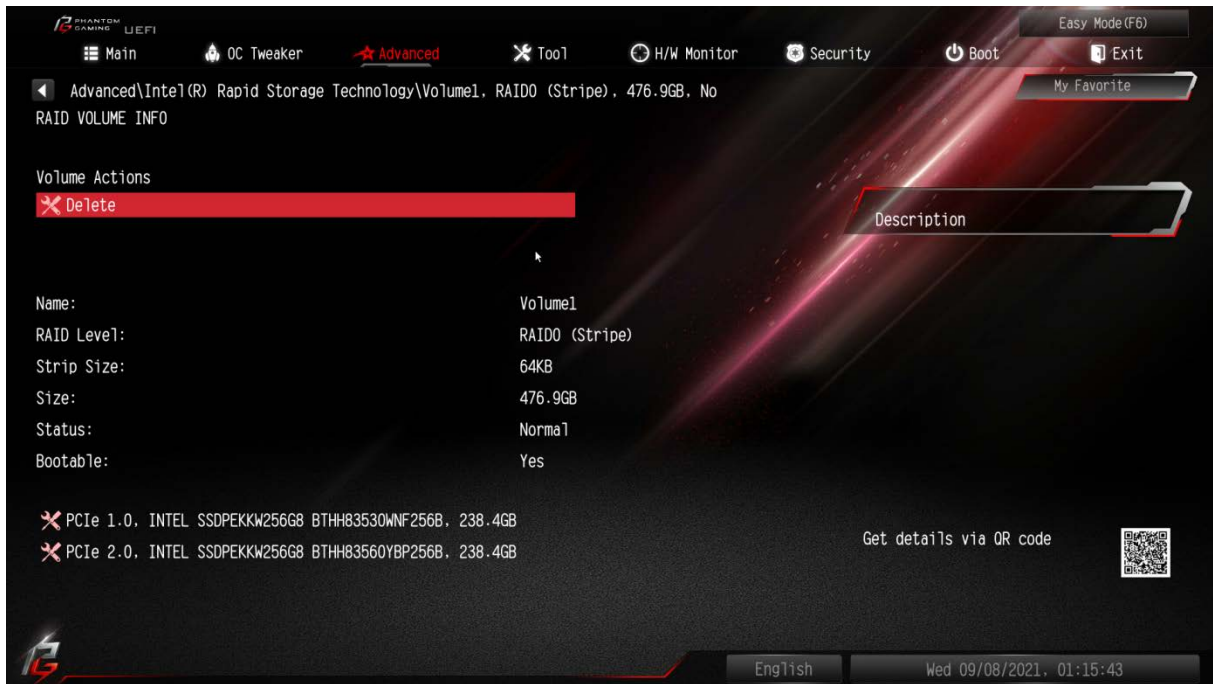 PHANTOM GAMING UEFI
Easy Mode(F6)
Main OC Tweaker Advanced Tool H/W Monitor Security Boot Exit
Advanced\Intel(R) Rapid Storage Technology\Volume1, RAID0 (Stripe), 476.9GB, No
My Favorite
RAID VOLUME INFO
Volume Actions
Delete
Description
Name: Volume1
RAID Level: RAID0 (Stripe)
Strip Size: 64KB
Size: 476.9GB
Status: Normal
Bootable: Yes
PCIe 1.0, INTEL SSDPEKKW256G8 BTHH83530WNF256B, 238.4GB
PCIe 2.0, INTEL SSDPEKKW256G8 BTHH83560YBP256B, 238.4GB
Get details via QR code
English
Wed 09/08/2021, 01:15:43